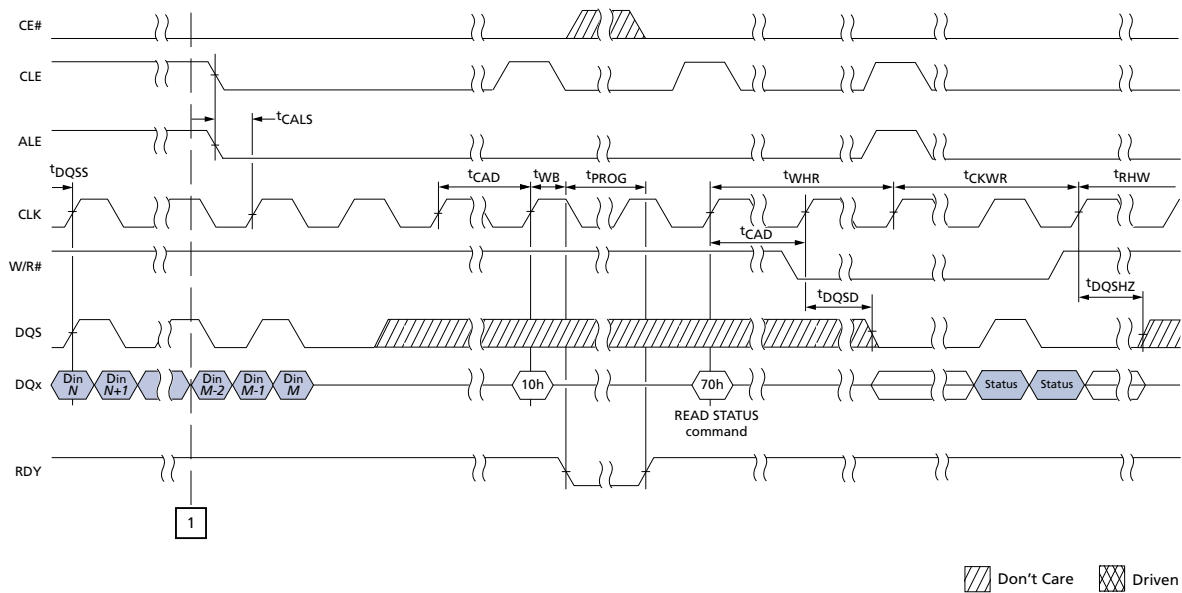 CE#
CLE
tCALS
ALE
tDQSS
tCAD
tWB
tPROG
tWHR
tCKWR
tRHW
CLK
tCAD
W/R#
tDQSD
tDQSHZ
DQS
DQx
Din N
Din N+1
Din M-2
Din M-1
Din M
10h
70h
Status
Status
READ STATUS
command
RDY
1
Don't Care
Driven